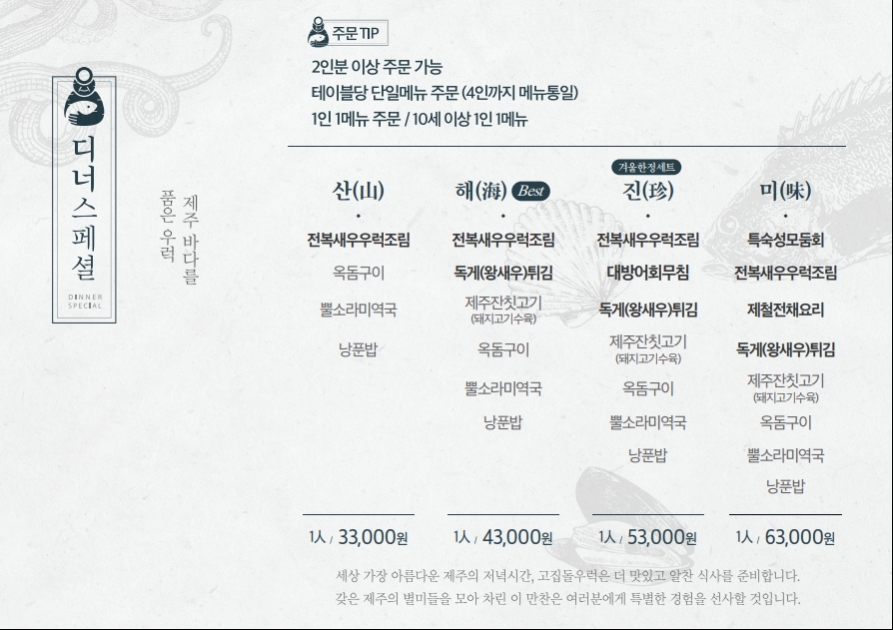 디너스페셜
DINNER
SPECIAL
제주 바다를
품은 우럭
주문 TIP
2인분 이상 주문 가능
테이블당 단일메뉴 주문 (4인까지 메뉴통일)
1인 1메뉴 주문 / 10세 이상 1인 1메뉴
산(山)
전복새우우럭조림
옥돔구이
뿔소라미역국
낭푼밥
1人 / 33,000원
해(海) Best
전복새우우럭조림
독게(왕새우)튀김
제주잔칫고기
(돼지고기수육)
옥돔구이
뿔소라미역국
낭푼밥
1人 / 43,000원
겨울한정세트
진(珍)
전복새우우럭조림
대방어회무침
독게(왕새우)튀김
제주잔칫고기
(돼지고기수육)
옥돔구이
뿔소라미역국
낭푼밥
1人 / 53,000원
미(味)
특숙성모둠회
전복새우우럭조림
제철전채요리
독게(왕새우)튀김
제주잔칫고기
(돼지고기수육)
옥돔구이
뿔소라미역국
낭푼밥
1人 / 63,000원
세상 가장 아름다운 제주의 저녁시간, 고집돌우럭은 더 맛있고 알찬 식사를 준비합니다.
갖은 제주의 별미들을 모아 차린 이 만찬은 여러분에게 특별한 경험을 선사할 것입니다.